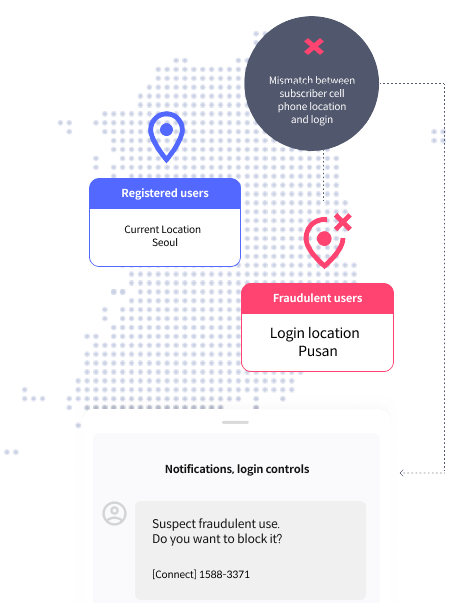 Mismatch between
subscriber cell
phone location
and login
Registered users
Current Location
Seoul
Fraudulent users
Login location
Pusan
Notifications, login controls
Suspect fraudulent use.
Do you want to block it?
[Connect] 1588-3371